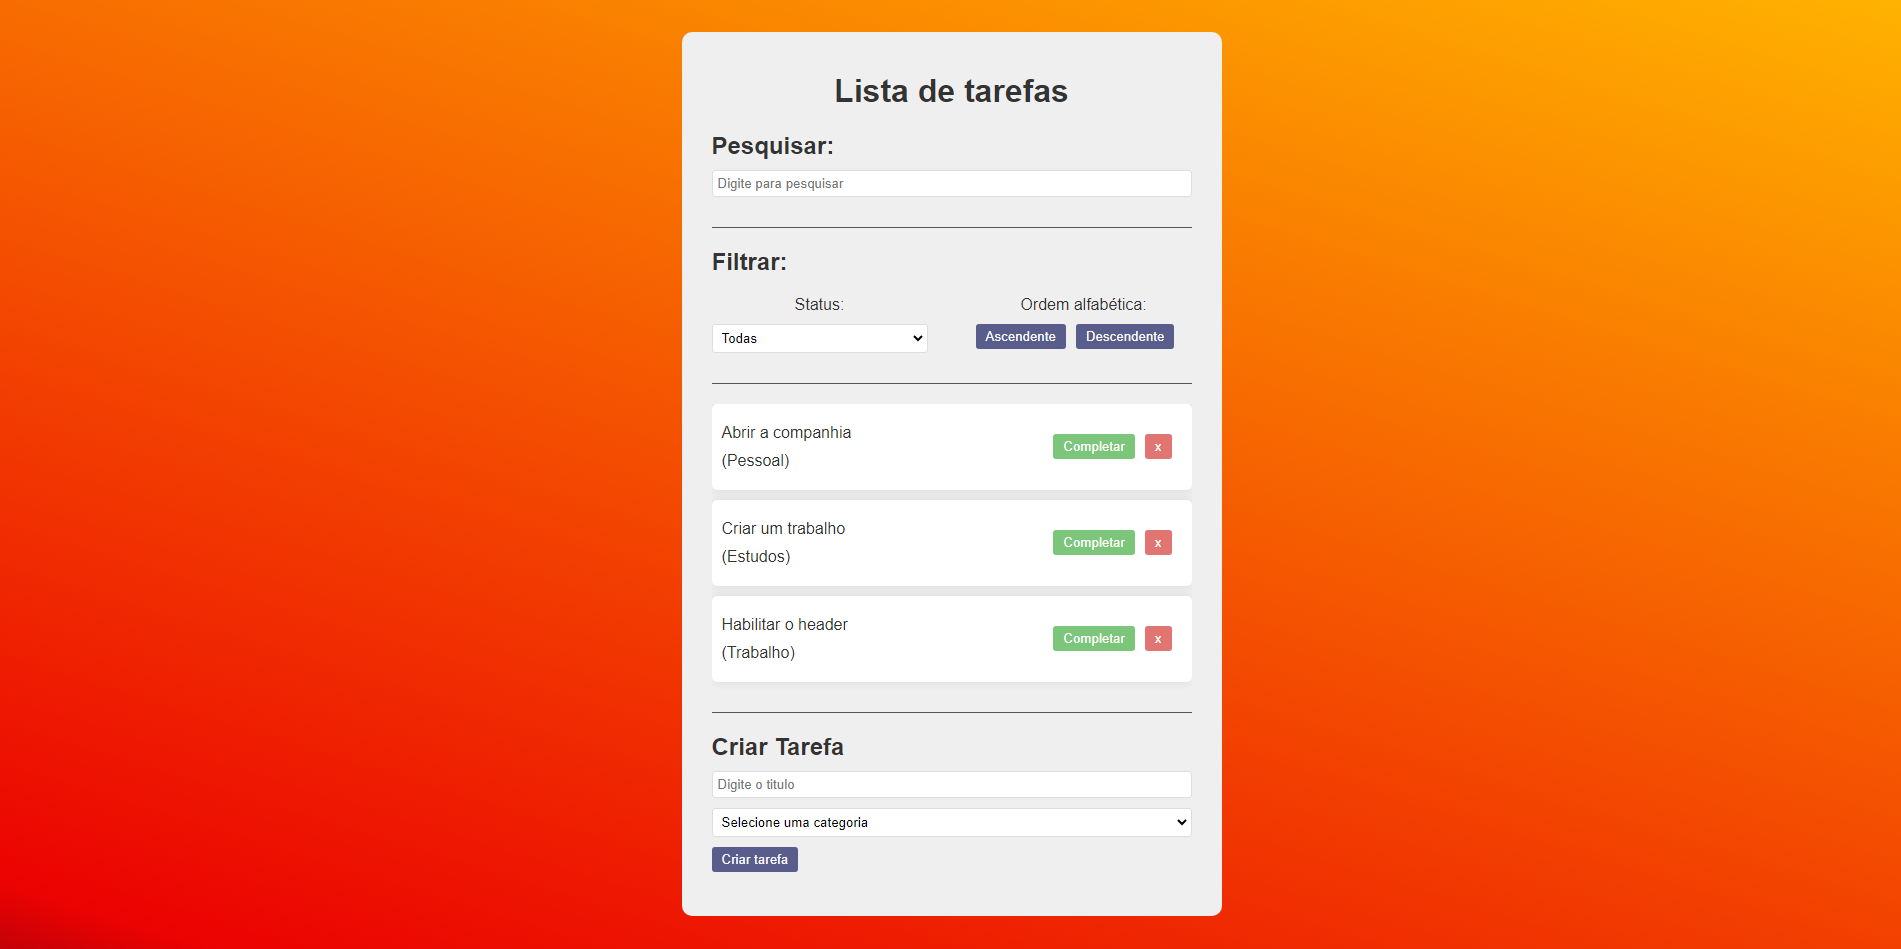 Lista de tarefas
Pesquisar:
Digite para pesquisar
Filtrar:
Status:
Todas
Ordem alfabética:
Ascendente Descendente
Abrir a companhia
(Pessoal)
Completar x
Criar um trabalho
(Estudos)
Completar x
Habilitar o header
(Trabalho)
Completar x
Criar Tarefa
Digite o titulo
Selecione uma categoria
Criar tarefa